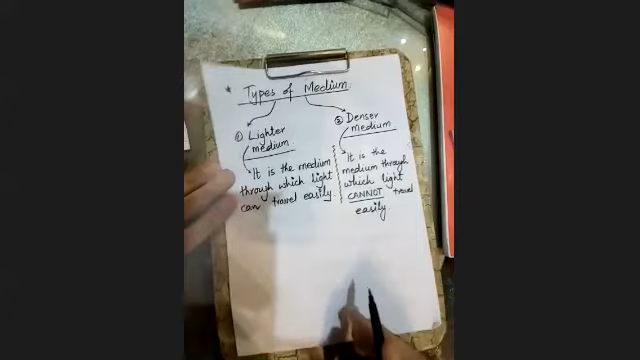 * Types of Medium
① Lighter
medium
It is the medium
through which light
can travel easily.
② Denser
medium
It is the
medium through
which light
CANNOT travel
easily.